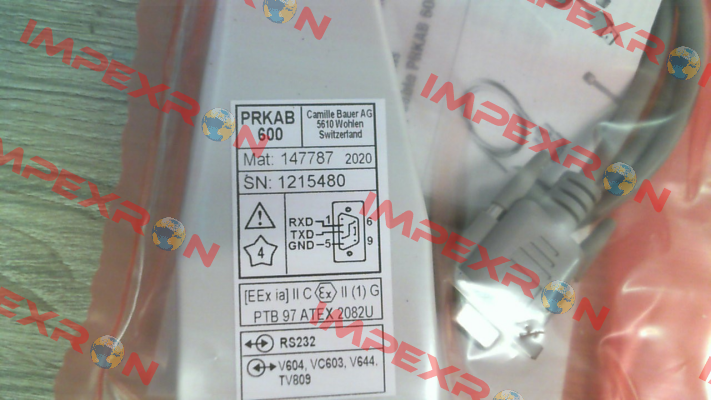 PRKAB
600
Camille Bauer AG
5610 Wohlen
Switzerland
Mat: 147787 2020
SN: 1215480
RXD 1 6
TXD
GND 5 9
4
[EEx ia] II C Ex II (1) G
PTB 97 ATEX 2082U
RS232
V604, VC603, V644,
TV809
PRKAB 600
IMPEXRON
IMPEXRON
IMPEXRON
IMPEXRON
IMPEXRON